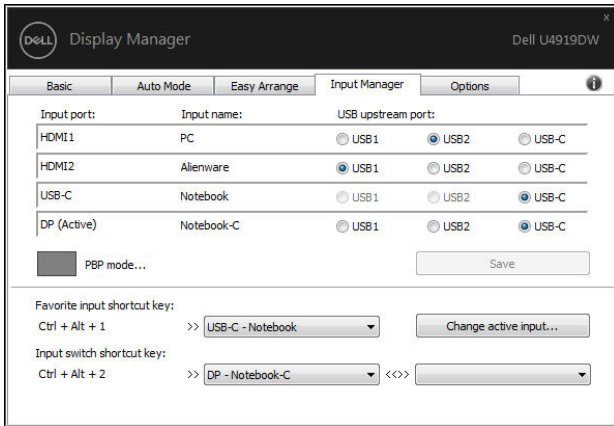 x
DELL Display Manager Dell U4919DW
Basic Auto Mode Easy Arrange Input Manager Options i
Input port: Input name: USB upstream port:
HDMI1 PC USB1 USB2 USB-C
HDMI2 Alienware USB1 USB2 USB-C
USB-C Notebook USB1 USB2 USB-C
DP (Active) Notebook-C USB1 USB2 USB-C
PBP mode... Save
Favorite input shortcut key:
Ctrl + Alt + 1 >> USB-C - Notebook Change active input...
Input switch shortcut key:
Ctrl + Alt + 2 >> DP - Notebook-C <<>>